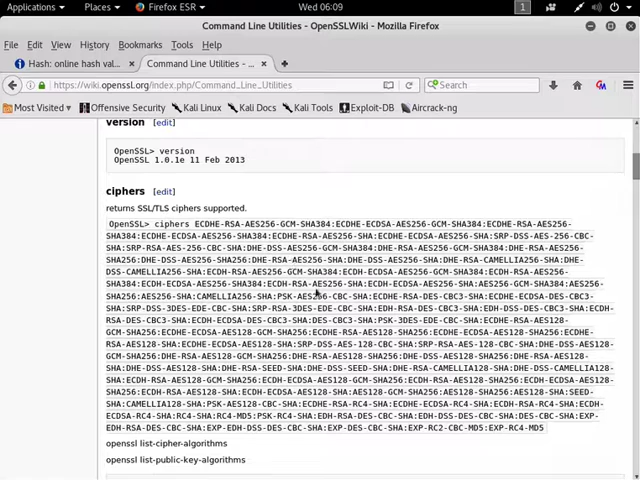 Applications Places Firefox ESR Wed 06:09 1
Command Line Utilities - OpenSSLWiki - Mozilla Firefox
File Edit View History Bookmarks Tools Help
Hash: online hash val... × Command Line Utilities - ... ×
https://wiki.openssl.org/index.php/Command_Line_Utilities Search
Most Visited Offensive Security Kali Linux Kali Docs Kali Tools Exploit-DB Aircrack-ng
version [edit]
OpenSSL> version
OpenSSL 1.0.1e 11 Feb 2013
ciphers [edit]
returns SSL/TLS ciphers supported.
OpenSSL> ciphers ECDHE-RSA-AES256-GCM-SHA384:ECDHE-ECDSA-AES256-GCM-SHA384:ECDHE-RSA-AES256-
SHA384:ECDHE-ECDSA-AES256-SHA384:ECDHE-RSA-AES256-SHA:ECDHE-ECDSA-AES256-SHA:SRP-DSS-AES-256-CBC-
SHA:SRP-RSA-AES-256-CBC-SHA:DHE-DSS-AES256-GCM-SHA384:DHE-RSA-AES256-GCM-SHA384:DHE-RSA-
AES256-SHA256:DHE-DSS-AES256-SHA256:DHE-RSA-AES256-SHA:DHE-DSS-AES256-SHA:DHE-RSA-CAMELLIA256-SHA:DHE-
DSS-CAMELLIA256-SHA:ECDH-RSA-AES256-GCM-SHA384:ECDH-ECDSA-AES256-GCM-SHA384:ECDH-RSA-AES256-
SHA384:ECDH-ECDSA-AES256-SHA384:ECDH-RSA-AES256-SHA:ECDH-ECDSA-AES256-SHA:AES256-GCM-SHA384:AES256-
SHA256:AES256-SHA:CAMELLIA256-SHA:PSK-AES256-CBC-SHA:ECDHE-RSA-DES-CBC3-SHA:ECDHE-ECDSA-DES-CBC3-
SHA:SRP-DSS-3DES-EDE-CBC-SHA:SRP-RSA-3DES-EDE-CBC-SHA:EDH-RSA-DES-CBC3-SHA:EDH-DSS-DES-CBC3-SHA:ECDH-
RSA-DES-CBC3-SHA:ECDH-ECDSA-DES-CBC3-SHA:DES-CBC3-SHA:PSK-3DES-EDE-CBC-SHA:ECDHE-RSA-AES128-
GCM-SHA256:ECDHE-ECDSA-AES128-GCM-SHA256:ECDHE-RSA-AES128-SHA256:ECDHE-ECDSA-AES128-SHA256:ECDHE-
RSA-AES128-SHA:ECDHE-ECDSA-AES128-SHA:SRP-DSS-AES-128-CBC-SHA:SRP-RSA-AES-128-CBC-SHA:DHE-DSS-AES128-
GCM-SHA256:DHE-RSA-AES128-GCM-SHA256:DHE-RSA-AES128-SHA256:DHE-DSS-AES128-SHA256:DHE-RSA-AES128-
SHA:DHE-DSS-AES128-SHA:DHE-RSA-SEED-SHA:DHE-DSS-SEED-SHA:DHE-RSA-CAMELLIA128-SHA:DHE-DSS-CAMELLIA128-
SHA:ECDH-RSA-AES128-GCM-SHA256:ECDH-ECDSA-AES128-GCM-SHA256:ECDH-RSA-AES128-SHA256:ECDH-ECDSA-
AES128-SHA256:ECDH-RSA-AES128-SHA:ECDH-ECDSA-AES128-SHA:AES128-GCM-SHA256:AES128-SHA256:AES128-SHA:SEED-
SHA:CAMELLIA128-SHA:PSK-AES128-CBC-SHA:ECDHE-RSA-RC4-SHA:ECDHE-ECDSA-RC4-SHA:ECDH-RSA-RC4-SHA:ECDH-
ECDSA-RC4-SHA:RC4-SHA:RC4-MD5:PSK-RC4-SHA:EDH-RSA-DES-CBC-SHA:EDH-DSS-DES-CBC-SHA:DES-CBC-SHA:EXP-
EDH-RSA-DES-CBC-SHA:EXP-EDH-DSS-DES-CBC-SHA:EXP-DES-CBC-SHA:EXP-RC2-CBC-MD5:EXP-RC4-MD5
openssl list-cipher-algorithms
openssl list-public-key-algorithms